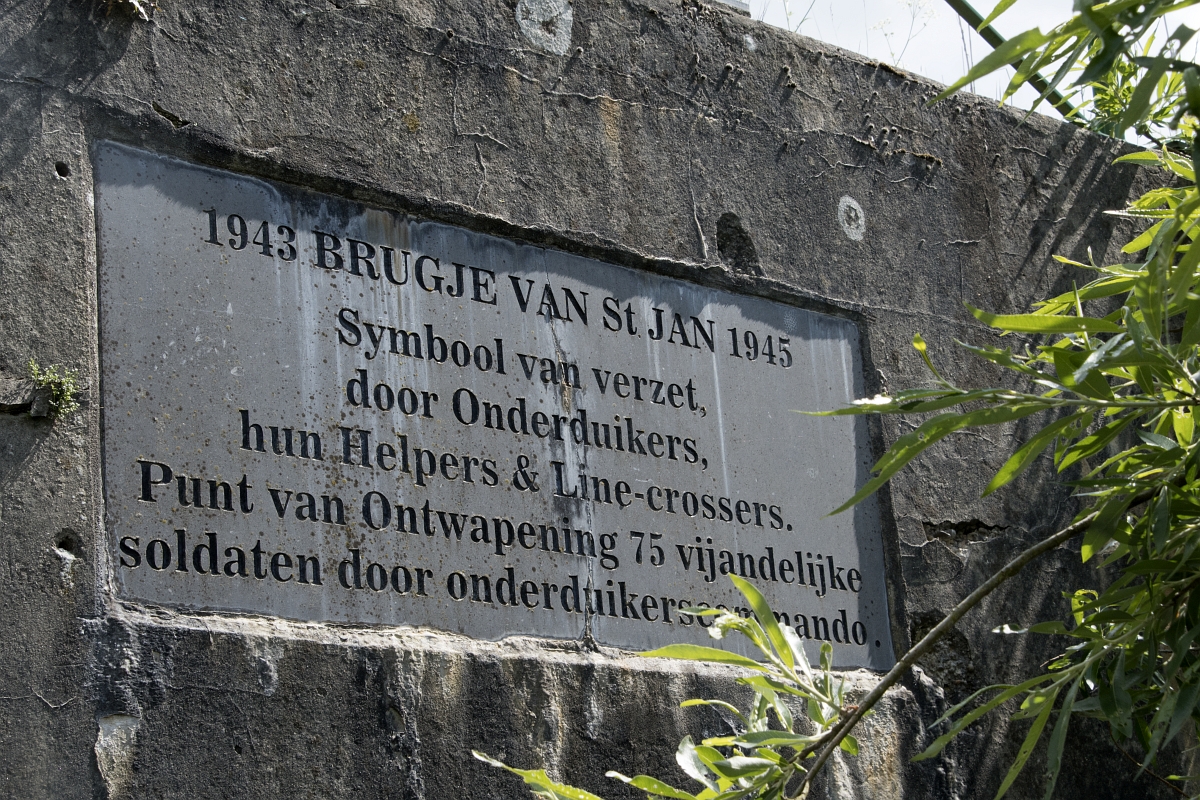 1943 BRUGJE VAN St JAN 1945
Symbool van verzet,
door Onderduikers,
hun Helpers & Line-crossers.
Punt van Ontwapening 75 vijandelijke
soldaten door onderduikerscommando.